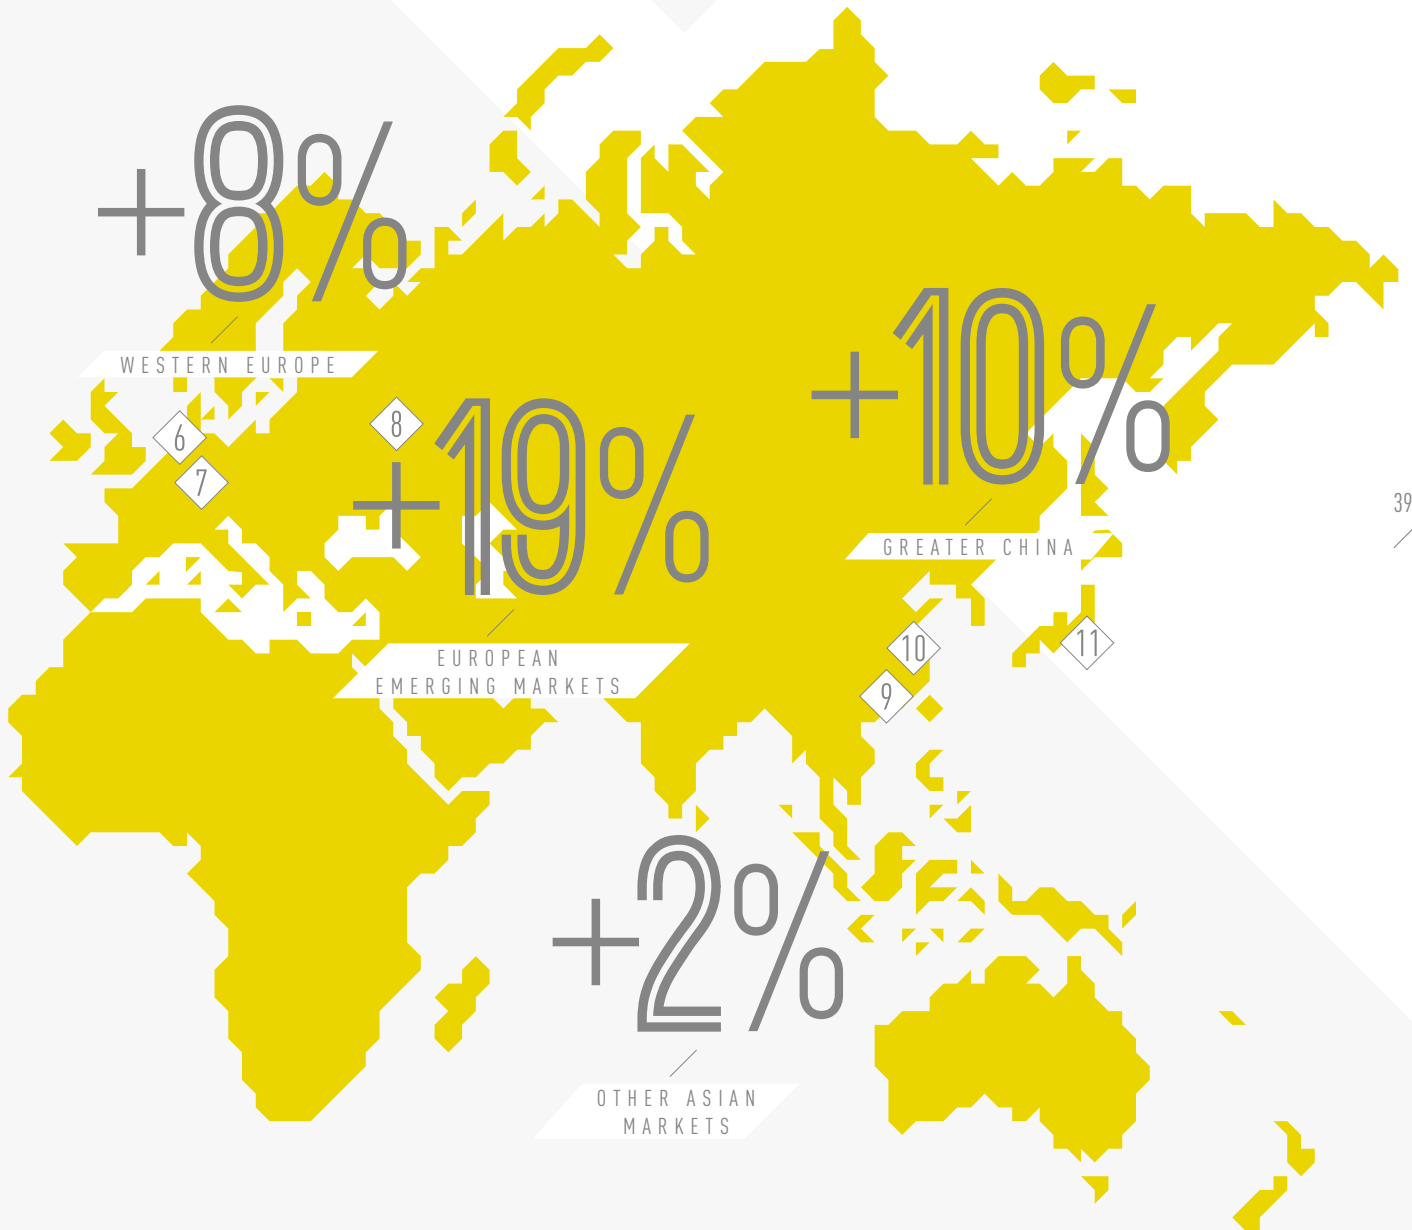 +8%
WESTERN EUROPE
6
7
8
+19%
EUROPEAN
EMERGING MARKETS
+10%
GREATER CHINA
39
10
9
11
+2%
OTHER ASIAN
MARKETS